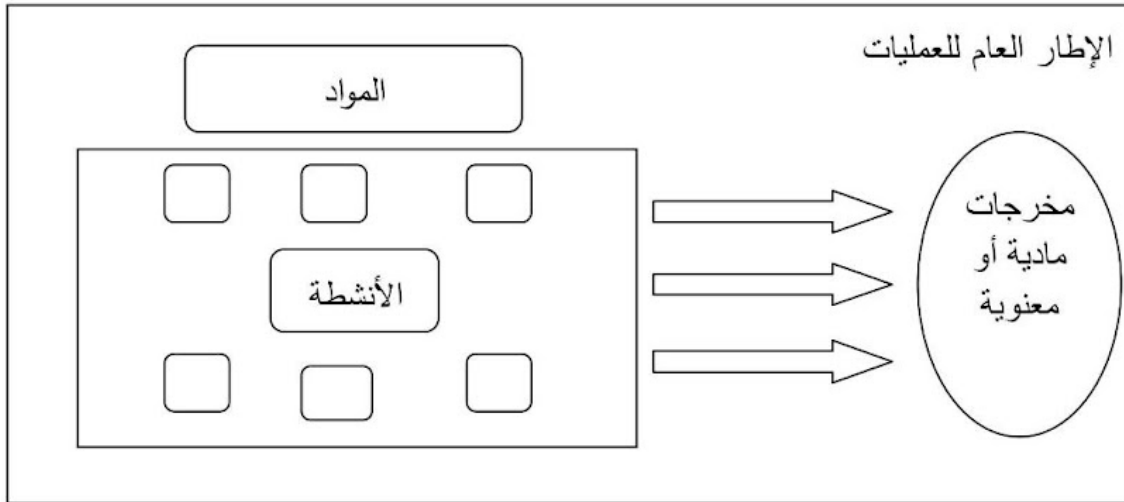 الإطار العام للعمليات
المواد
الأنشطة
مخرجات
مادية أو
معنوية